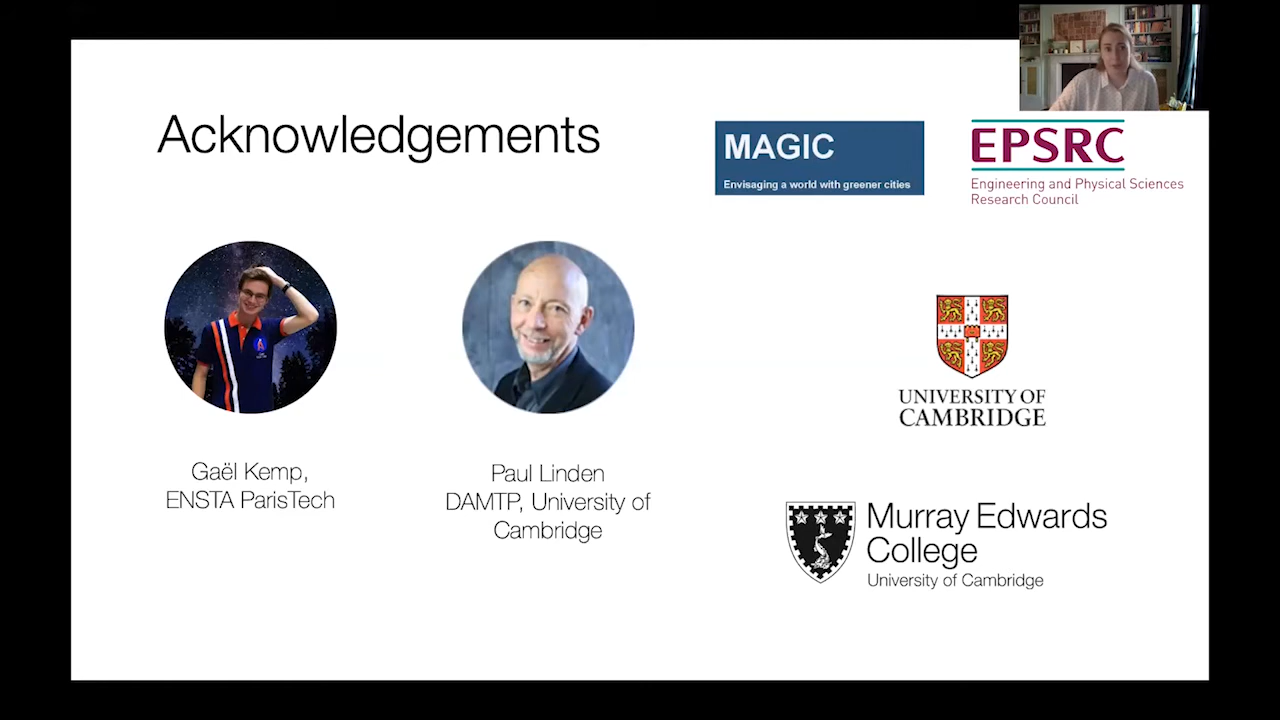 Acknowledgements
MAGIC
Envisaging a world with greener cities
EPSRC
Engineering and Physical Sciences
Research Council
Gaël Kemp,
ENSTA ParisTech
Paul Linden
DAMTP, University of
Cambridge
UNIVERSITY OF
CAMBRIDGE
Murray Edwards
College
University of Cambridge